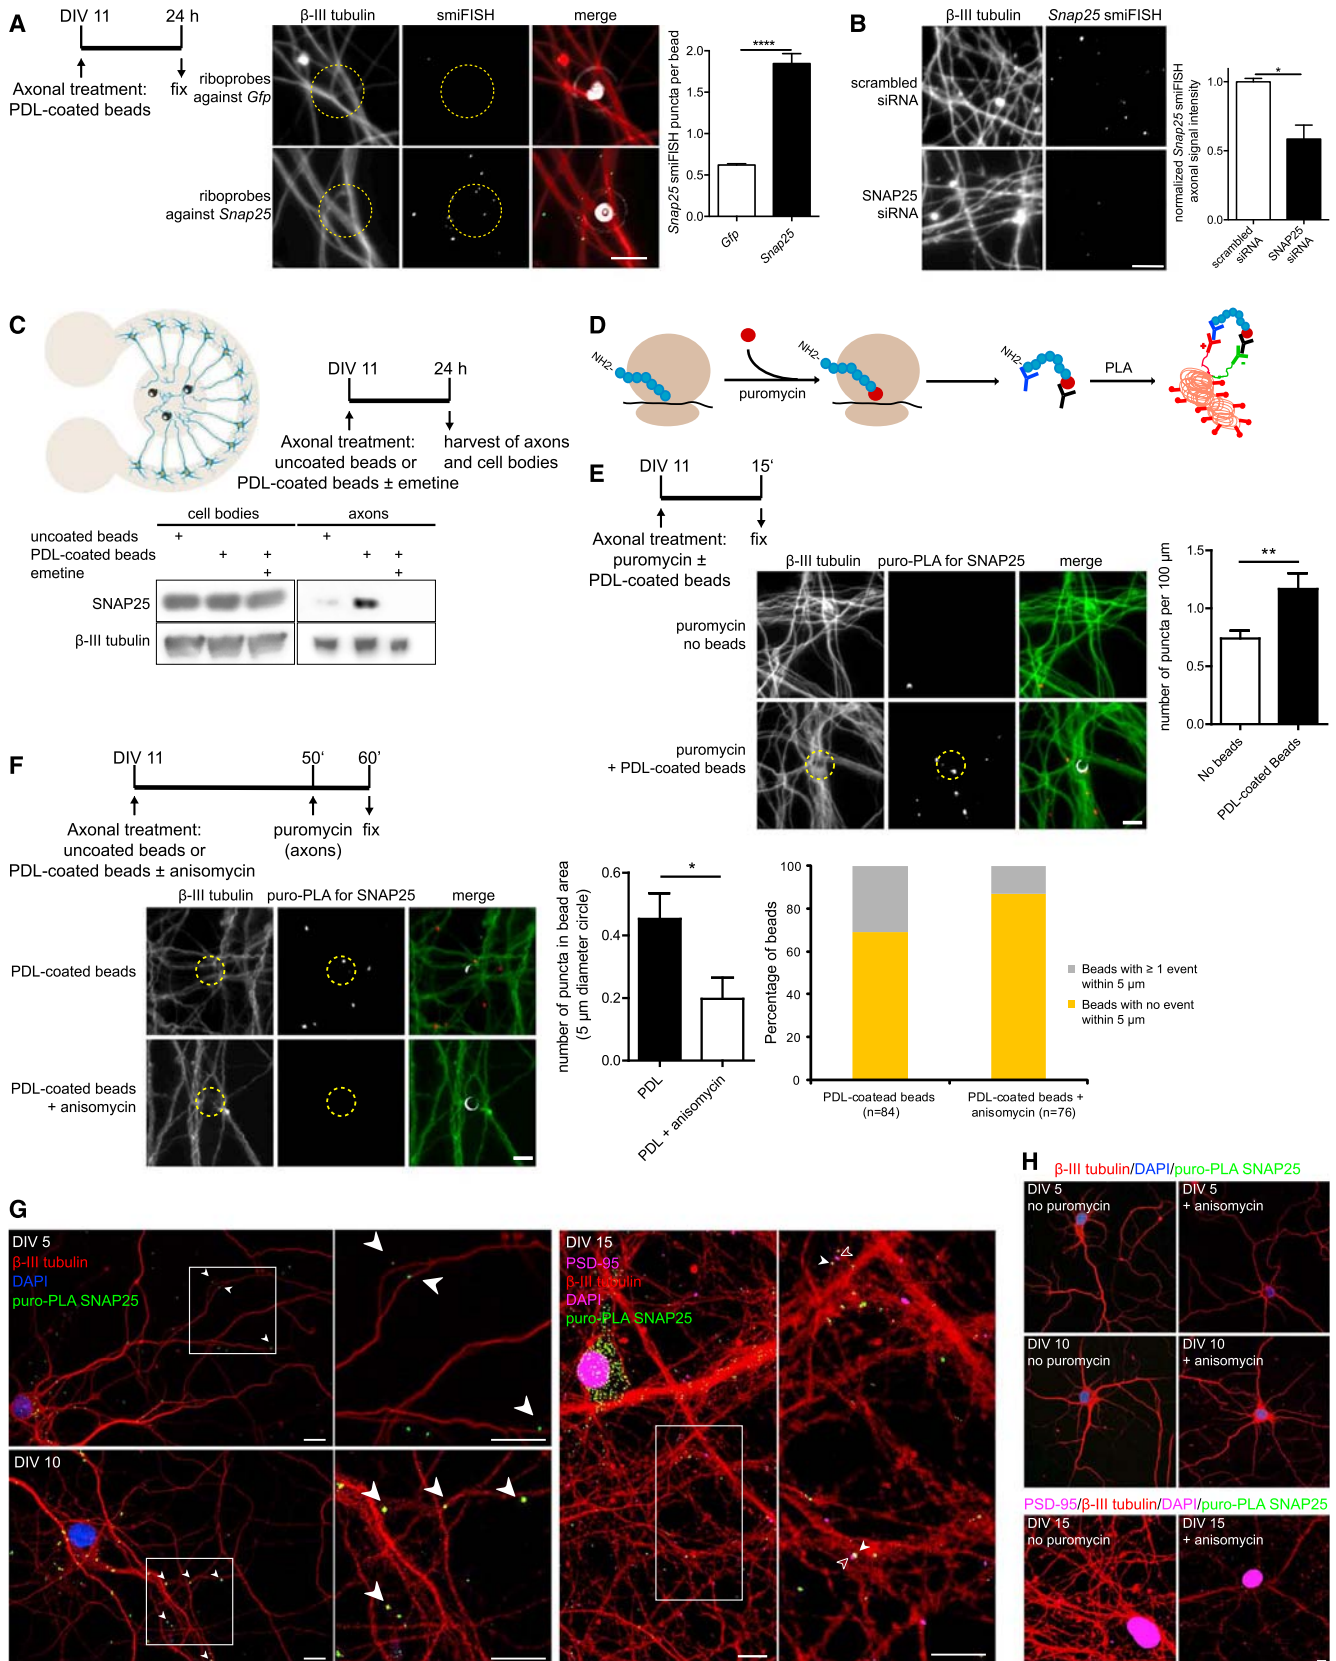 A
DIV 11
24 h
Axonal treatment:
PDL-coated beads
fix
β-III tubulin
smiFISH
merge
riboprobes
against Gfp
riboprobes
against Snap25
Snap25 smiFISH puncta per bead
****
2.0
1.5
1.0
0.5
0.0
Gfp
Snap25
B
β-III tubulin
Snap25 smiFISH
scrambled
siRNA
SNAP25
siRNA
normalized Snap25 smiFISH
axonal signal intensity
*
1.0
0.5
0.0
scrambled
siRNA
SNAP25
siRNA
C
DIV 11
24 h
Axonal treatment:
uncoated beads or
PDL-coated beads ± emetine
harvest of axons
and cell bodies
cell bodies
axons
uncoated beads + +
PDL-coated beads + + + +
emetine + +
SNAP25
β-III tubulin
D
NH2-
puromycin
NH2-
NH2-
PLA
+
-
E
DIV 11
15‘
Axonal treatment:
puromycin ±
PDL-coated beads
fix
β-III tubulin
puro-PLA for SNAP25
merge
puromycin
no beads
puromycin
+ PDL-coated beads
number of puncta per 100 µm
**
1.5
1.0
0.5
0.0
No beads
PDL-coated Beads
F
DIV 11
50‘
60’
Axonal treatment:
uncoated beads or
PDL-coated beads ± anisomycin
puromycin
(axons)
fix
β-III tubulin
puro-PLA for SNAP25
merge
PDL-coated beads
PDL-coated beads
+ anisomycin
number of puncta in bead area
(5 µm diameter circle)
*
0.6
0.4
0.2
0.0
PDL
PDL + anisomycin
Percentage of beads
100
80
60
40
20
0
PDL-coatead beads
(n=84)
PDL-coated beads +
anisomycin (n=76)
Beads with ≥ 1 event
within 5 µm
Beads with no event
within 5 µm
G
DIV 5
β-III tubulin
DAPI
puro-PLA SNAP25
DIV 10
DIV 15
PSD-95
β-III tubulin
DAPI
puro-PLA SNAP25
H
β-III tubulin/DAPI/puro-PLA SNAP25
DIV 5
no puromycin
DIV 5
+ anisomycin
DIV 10
no puromycin
DIV 10
+ anisomycin
PSD-95/β-III tubulin/DAPI/puro-PLA SNAP25
DIV 15
no puromycin
DIV 15
+ anisomycin